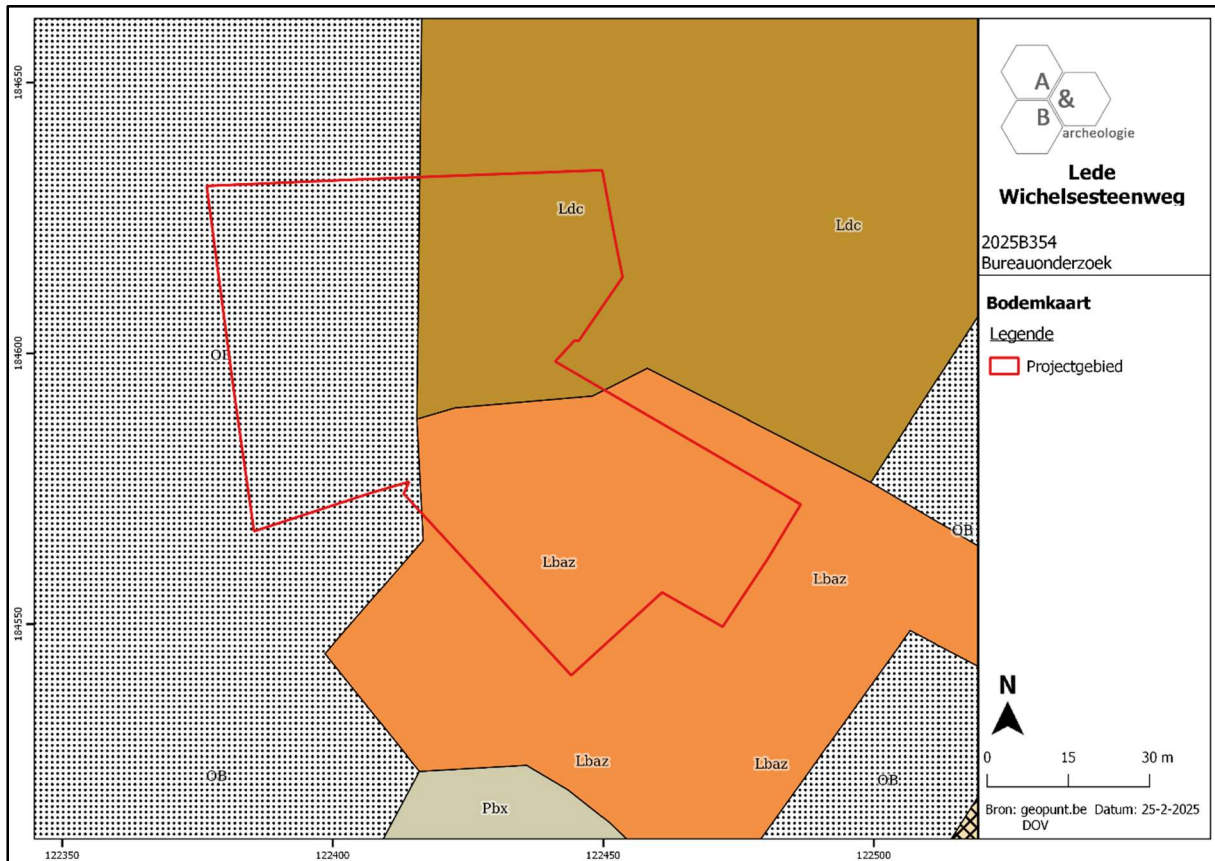 184650
184600
184550
122350
122400
122450
122500
Ldc
Ldc
OB
OB
Lbaz
Lbaz
Lbaz
Lbaz
OB
Pbx
A
&
B
archeologie
Lede
Wichelsesteenweg
2025B354
Bureauonderzoek
Bodemkaart
Legende
Projectgebied
N
0 15 30 m
Bron: geopunt.be Datum: 25-2-2025
DOV